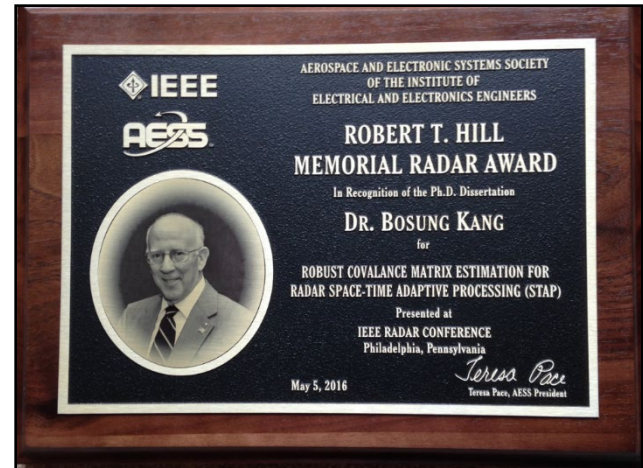 IEEE
AESS
AEROSPACE AND ELECTRONIC SYSTEMS SOCIETY
OF THE INSTITUTE OF
ELECTRICAL AND ELECTRONICS ENGINEERS
ROBERT T. HILL
MEMORIAL RADAR AWARD
In Recognition of the Ph.D. Dissertation
DR. BOSUNG KANG
for
ROBUST COVALANCE MATRIX ESTIMATION FOR
RADAR SPACE-TIME ADAPTIVE PROCESSING (STAP)
Presented at
IEEE RADAR CONFERENCE
Philadelphia, Pennsylvania
May 5, 2016
Teresa Pace
Teresa Pace, AESS President